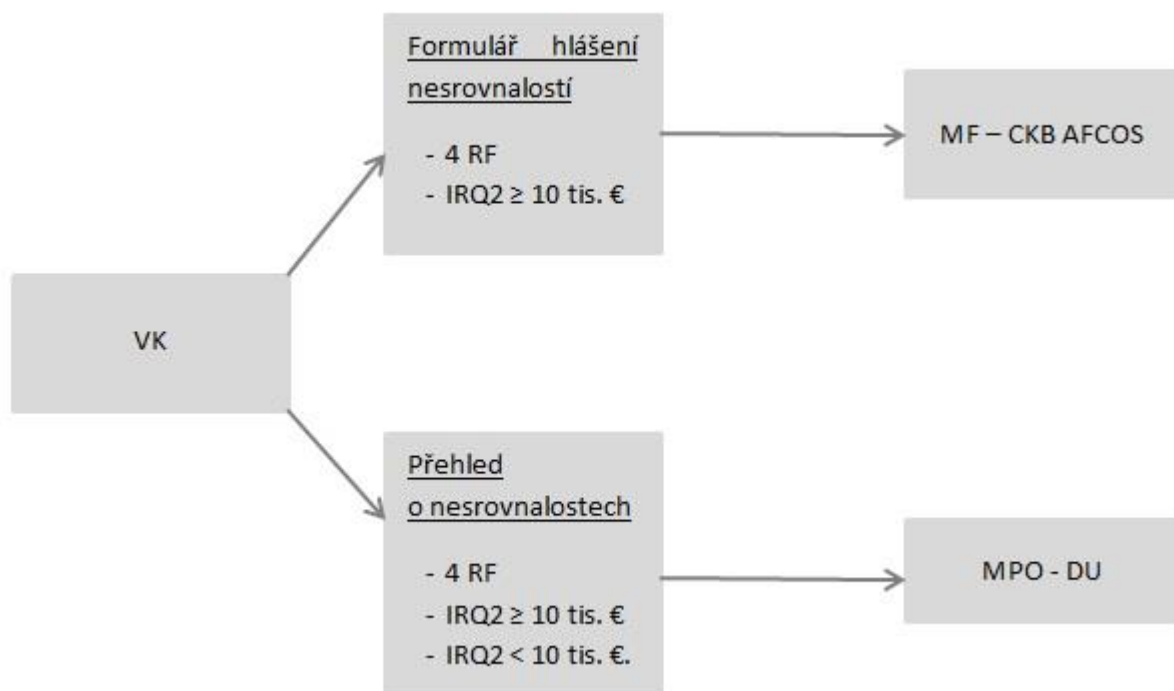 Formulář hlášení
nesrovnalostí
- 4 RF
- IRQ2 ≥ 10 tis. €
MF – CKB AFCOS
VK
Přehled
o nesrovnalostech
- 4 RF
- IRQ2 ≥ 10 tis. €
- IRQ2 < 10 tis. €.
MPO - DU